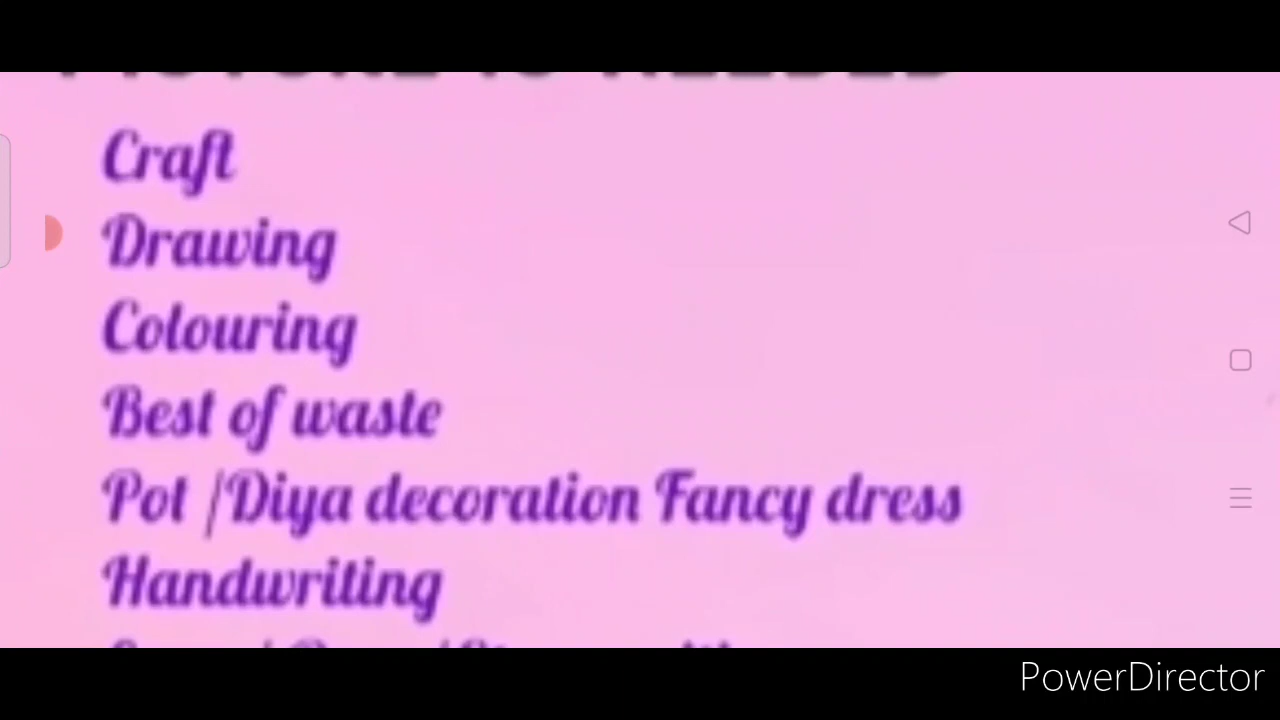 Craft
Drawing
Colouring
Best of waste
Pot /Diya decoration Fancy dress
Handwriting
PowerDirector